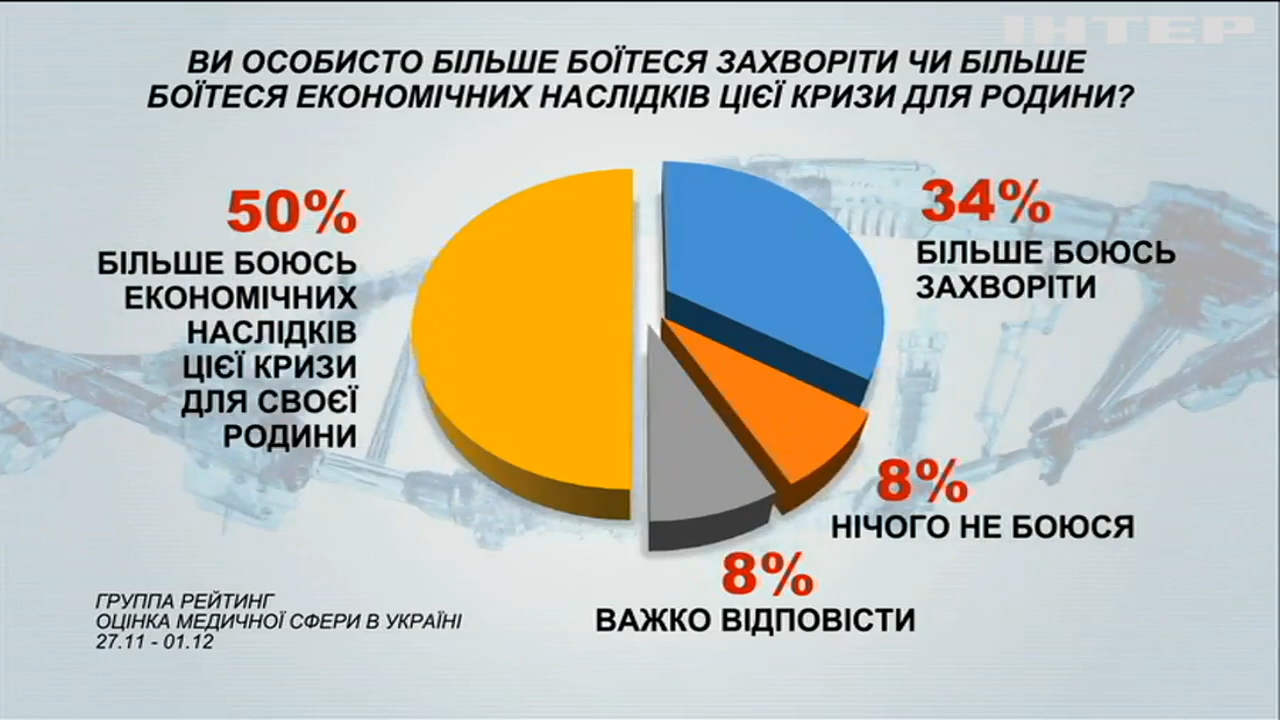 ІНТЕР
ВИ ОСОБИСТО БІЛЬШЕ БОЇТЕСЯ ЗАХВОРІТИ ЧИ БІЛЬШЕ
БОЇТЕСЯ ЕКОНОМІЧНИХ НАСЛІДКІВ ЦІЄЇ КРИЗИ ДЛЯ РОДИНИ?
50%
БІЛЬШЕ БОЮСЬ
ЕКОНОМІЧНИХ
НАСЛІДКІВ
ЦІЄЇ КРИЗИ
ДЛЯ СВОЄЇ
РОДИНИ
34%
БІЛЬШЕ БОЮСЬ
ЗАХВОРІТИ
8%
НІЧОГО НЕ БОЮСЯ
8%
ВАЖКО ВІДПОВІСТИ
ГРУППА РЕЙТИНГ
ОЦІНКА МЕДИЧНОЇ СФЕРИ В УКРАЇНІ
27.11 - 01.12